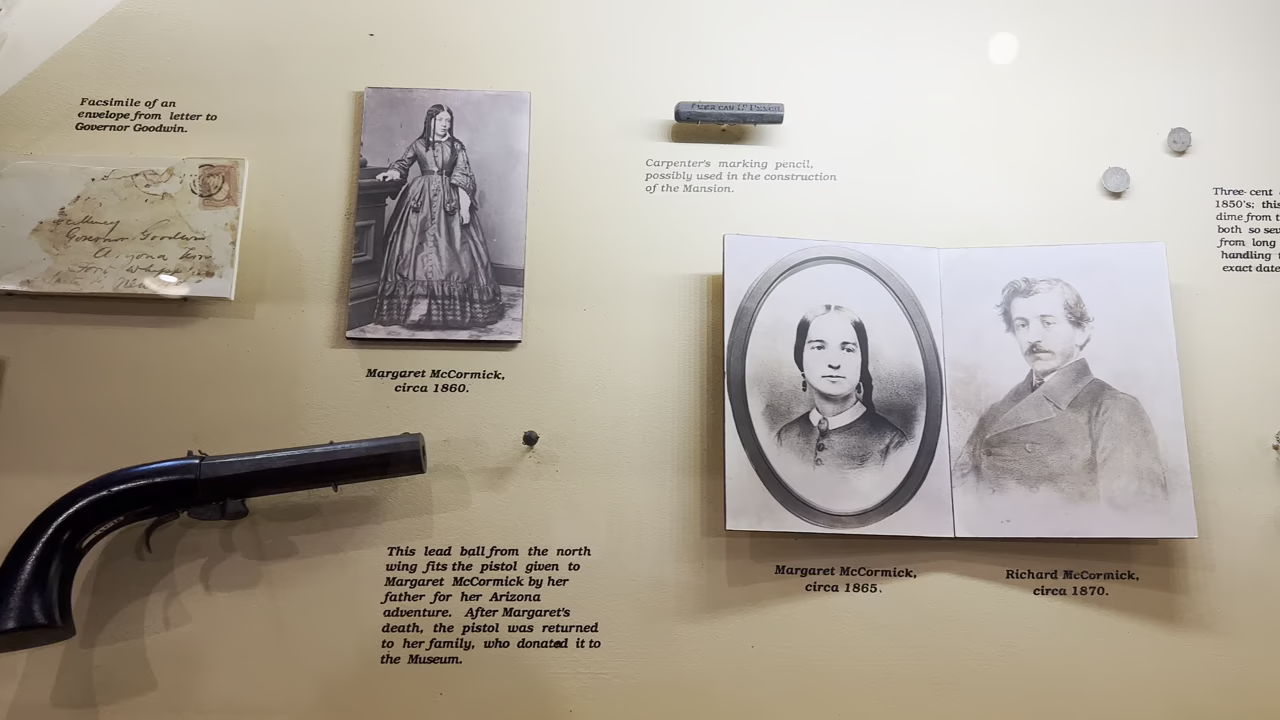 Facsimile of an
envelope from letter to
Governor Goodwin.
Governor Goodwin
Margaret McCormick,
circa 1860.
Carpenter's marking pencil,
possibly used in the construction
of the Mansion.
Three-cent
1850's; this
dime from
both so
from long
handling
exact date
Margaret McCormick,
circa 1865.
Richard McCormick,
circa 1870.
This lead ball from the north
wing fits the pistol given to
Margaret McCormick by her
father for her Arizona
adventure. After Margaret's
death, the pistol was returned
to her family, who donated it to
the Museum.